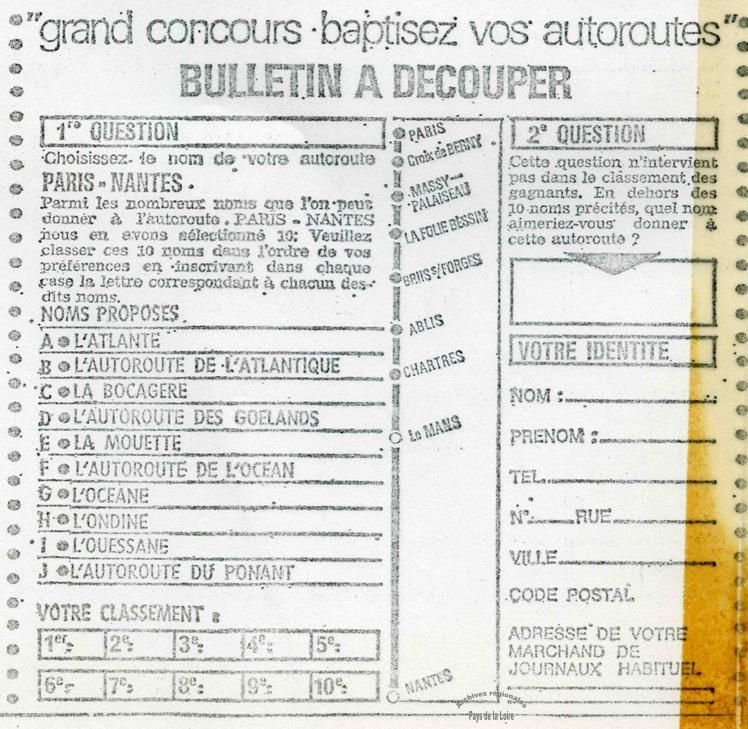 "grand concours · baptisez vos autoroutes"
BULLETIN A DECOUPER
1re QUESTION
Choisissez le nom de votre autoroute
PARIS - NANTES.
Parmi les nombreux noms que l'on peut
donner à l'autoroute PARIS - NANTES
nous en avons sélectionné 10; Veuillez
classer ces 10 noms dans l'ordre de vos
préférences en inscrivant dans chaque
case la lettre correspondant à chacun des-
dits noms.
NOMS PROPOSES
A • L'ATLANTE
B • L'AUTOROUTE DE L'ATLANTIQUE
C • LA BOCAGERE
D • L'AUTOROUTE DES GOELANDS
E • LA MOUETTE
F • L'AUTOROUTE DE L'OCEAN
G • L'OCEANE
H • L'ONDINE
I • L'OUESSANE
J • L'AUTOROUTE DU PONANT
VOTRE CLASSEMENT :
1er: 2e: 3e: 4e: 5e:
6e: 7e: 8e: 9e: 10e:
PARIS
Croix de BERNY
MASSY-
PALAISEAU
LA FOLIE BESSIN
BRIIS/FORGES
ABLIS
CHARTRES
Le MANS
NANTES
2e QUESTION
Cette question n'intervient
pas dans le classement des
gagnants. En dehors des
10 noms précités, quel nom
aimeriez-vous donner à
cette autoroute ?
VOTRE IDENTITE
NOM :
PRENOM :
TEL.
N° RUE
VILLE
CODE POSTAL
ADRESSE DE VOTRE
MARCHAND DE
JOURNAUX HABITUEL
Archives régionales
Pays de la Loire